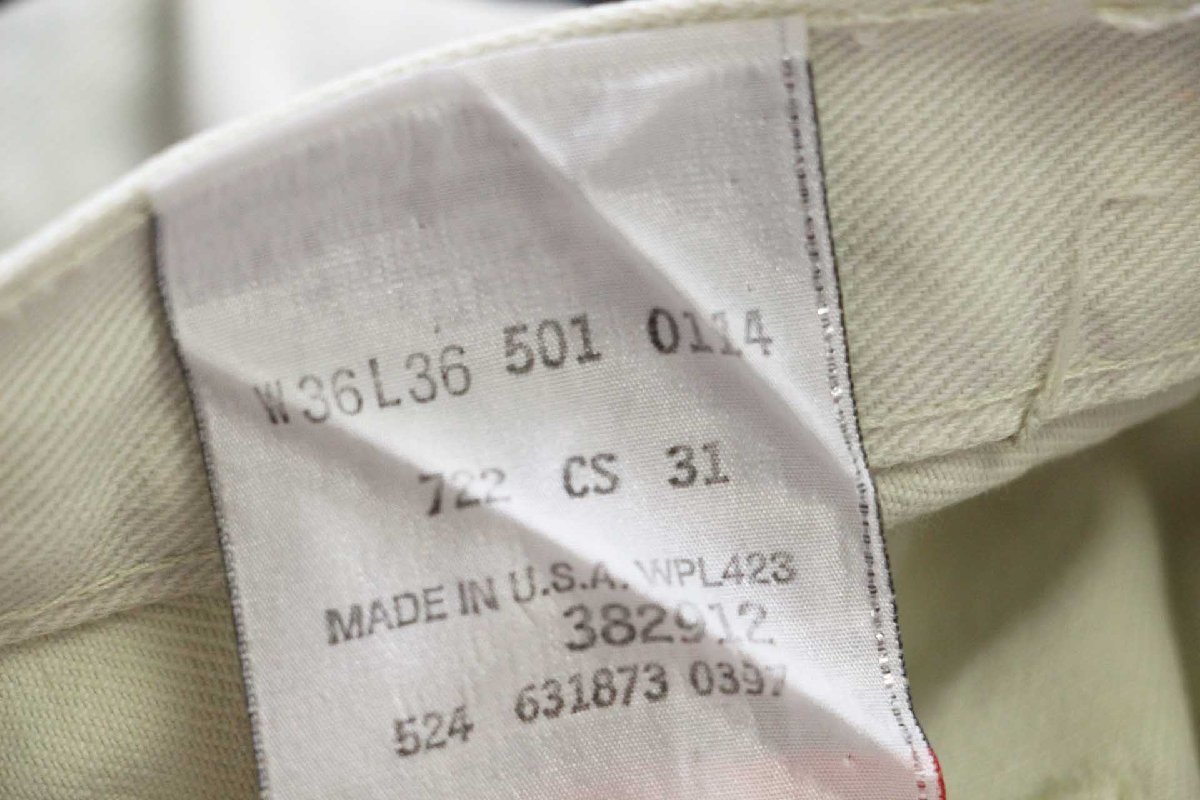 W36L36 501 0114
722 CS 31
MADE IN U.S.A. WPL423
382912
524 631873 0397